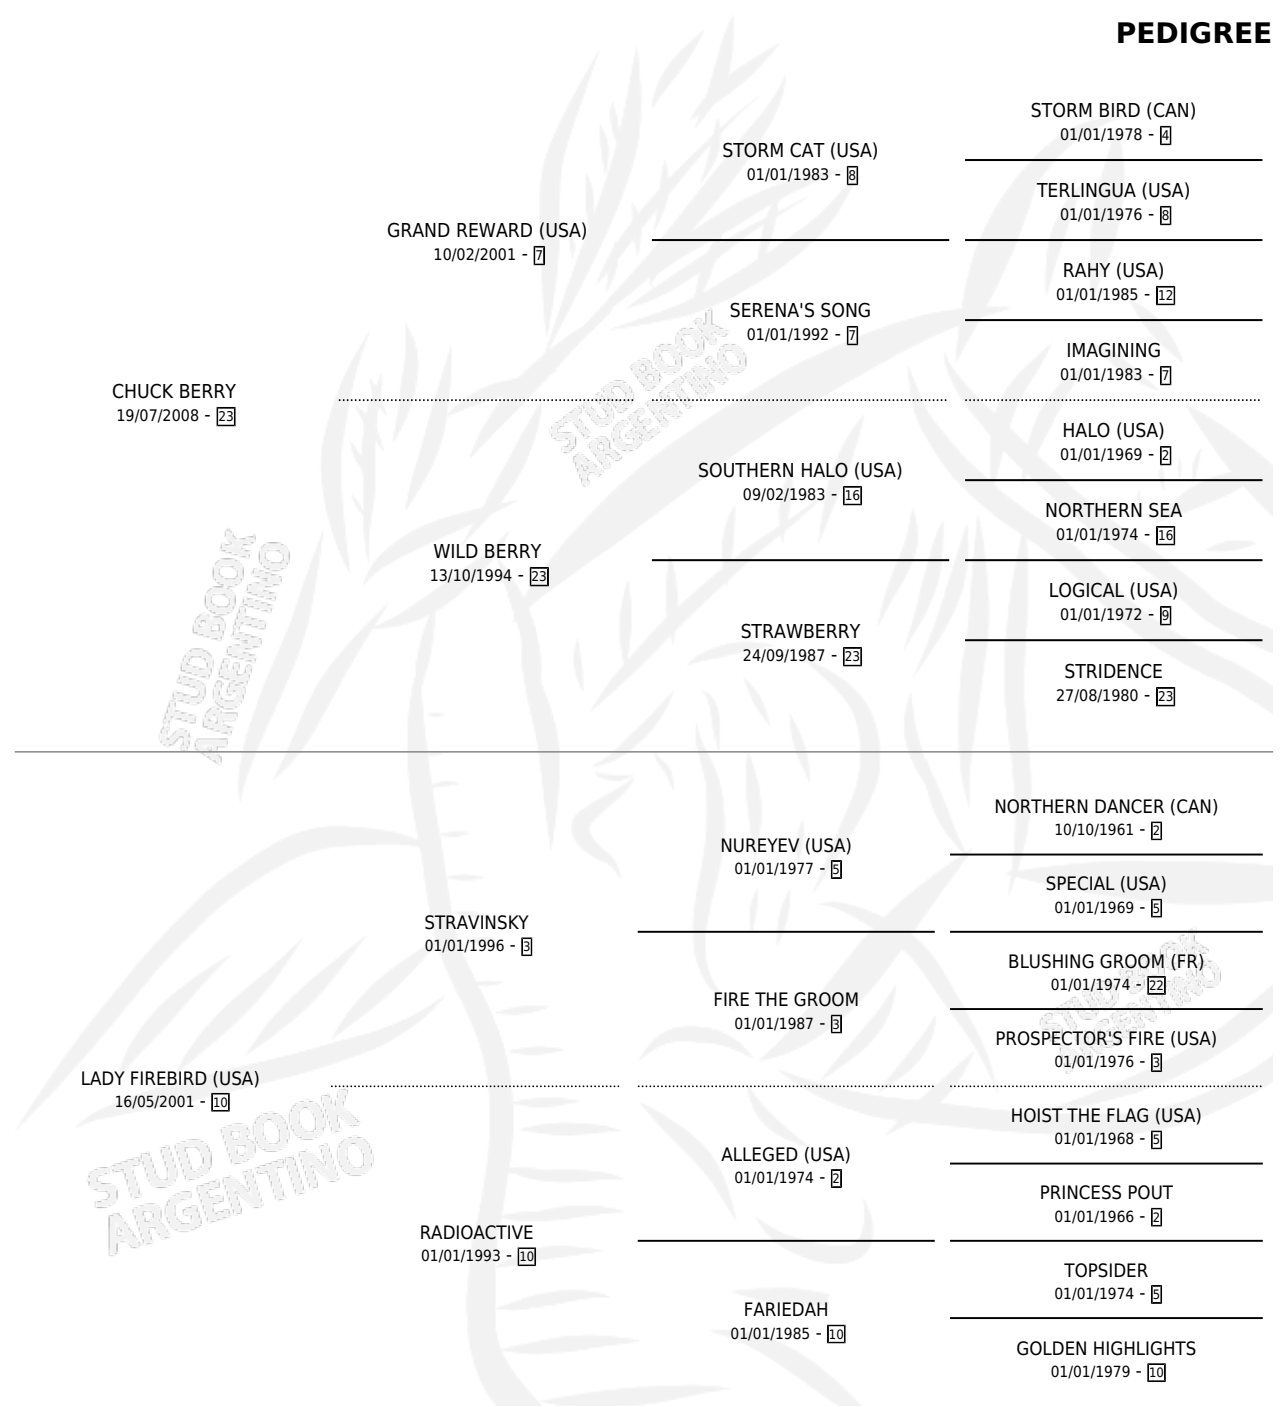 PEDIGREE
STORM BIRD (CAN)
01/01/1978 - 4
STORM CAT (USA)
01/01/1983 - 8
TERLINGUA (USA)
01/01/1976 - 8
GRAND REWARD (USA)
10/02/2001 - 7
RAHY (USA)
01/01/1985 - 12
SERENA'S SONG
01/01/1992 - 7
IMAGINING
01/01/1983 - 7
CHUCK BERRY
19/07/2008 - 23
HALO (USA)
01/01/1969 - 2
SOUTHERN HALO (USA)
09/02/1983 - 16
NORTHERN SEA
01/01/1974 - 16
WILD BERRY
13/10/1994 - 23
LOGICAL (USA)
01/01/1972 - 9
STRAWBERRY
24/09/1987 - 23
STRIDENCE
27/08/1980 - 23
STUD BOOK
ARGENTINO
STUD BOOK
ARGENTINO
NORTHERN DANCER (CAN)
10/10/1961 - 2
NUREYEV (USA)
01/01/1977 - 5
SPECIAL (USA)
01/01/1969 - 5
STRAVINSKY
01/01/1996 - 3
BLUSHING GROOM (FR)
01/01/1974 - 22
FIRE THE GROOM
01/01/1987 - 3
PROSPECTOR'S FIRE (USA)
01/01/1976 - 3
LADY FIREBIRD (USA)
16/05/2001 - 10
HOIST THE FLAG (USA)
01/01/1968 - 5
ALLEGED (USA)
01/01/1974 - 2
PRINCESS POUT
01/01/1966 - 2
RADIOACTIVE
01/01/1993 - 10
TOPSIDER
01/01/1974 - 5
FARIEDAH
01/01/1985 - 10
GOLDEN HIGHLIGHTS
01/01/1979 - 10
STUD BOOK
ARGENTINO
STUD BOOK
ARGENTINO